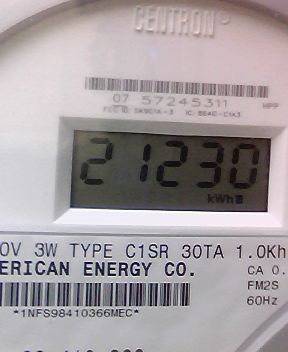 CENTRON
07 57245311
21230
kWh
0V 3W TYPE C1SR 30TA 1.0Kh
ERICAN ENERGY CO.
CA 0.
FM2S
60Hz
*1NFS98410366MEC*